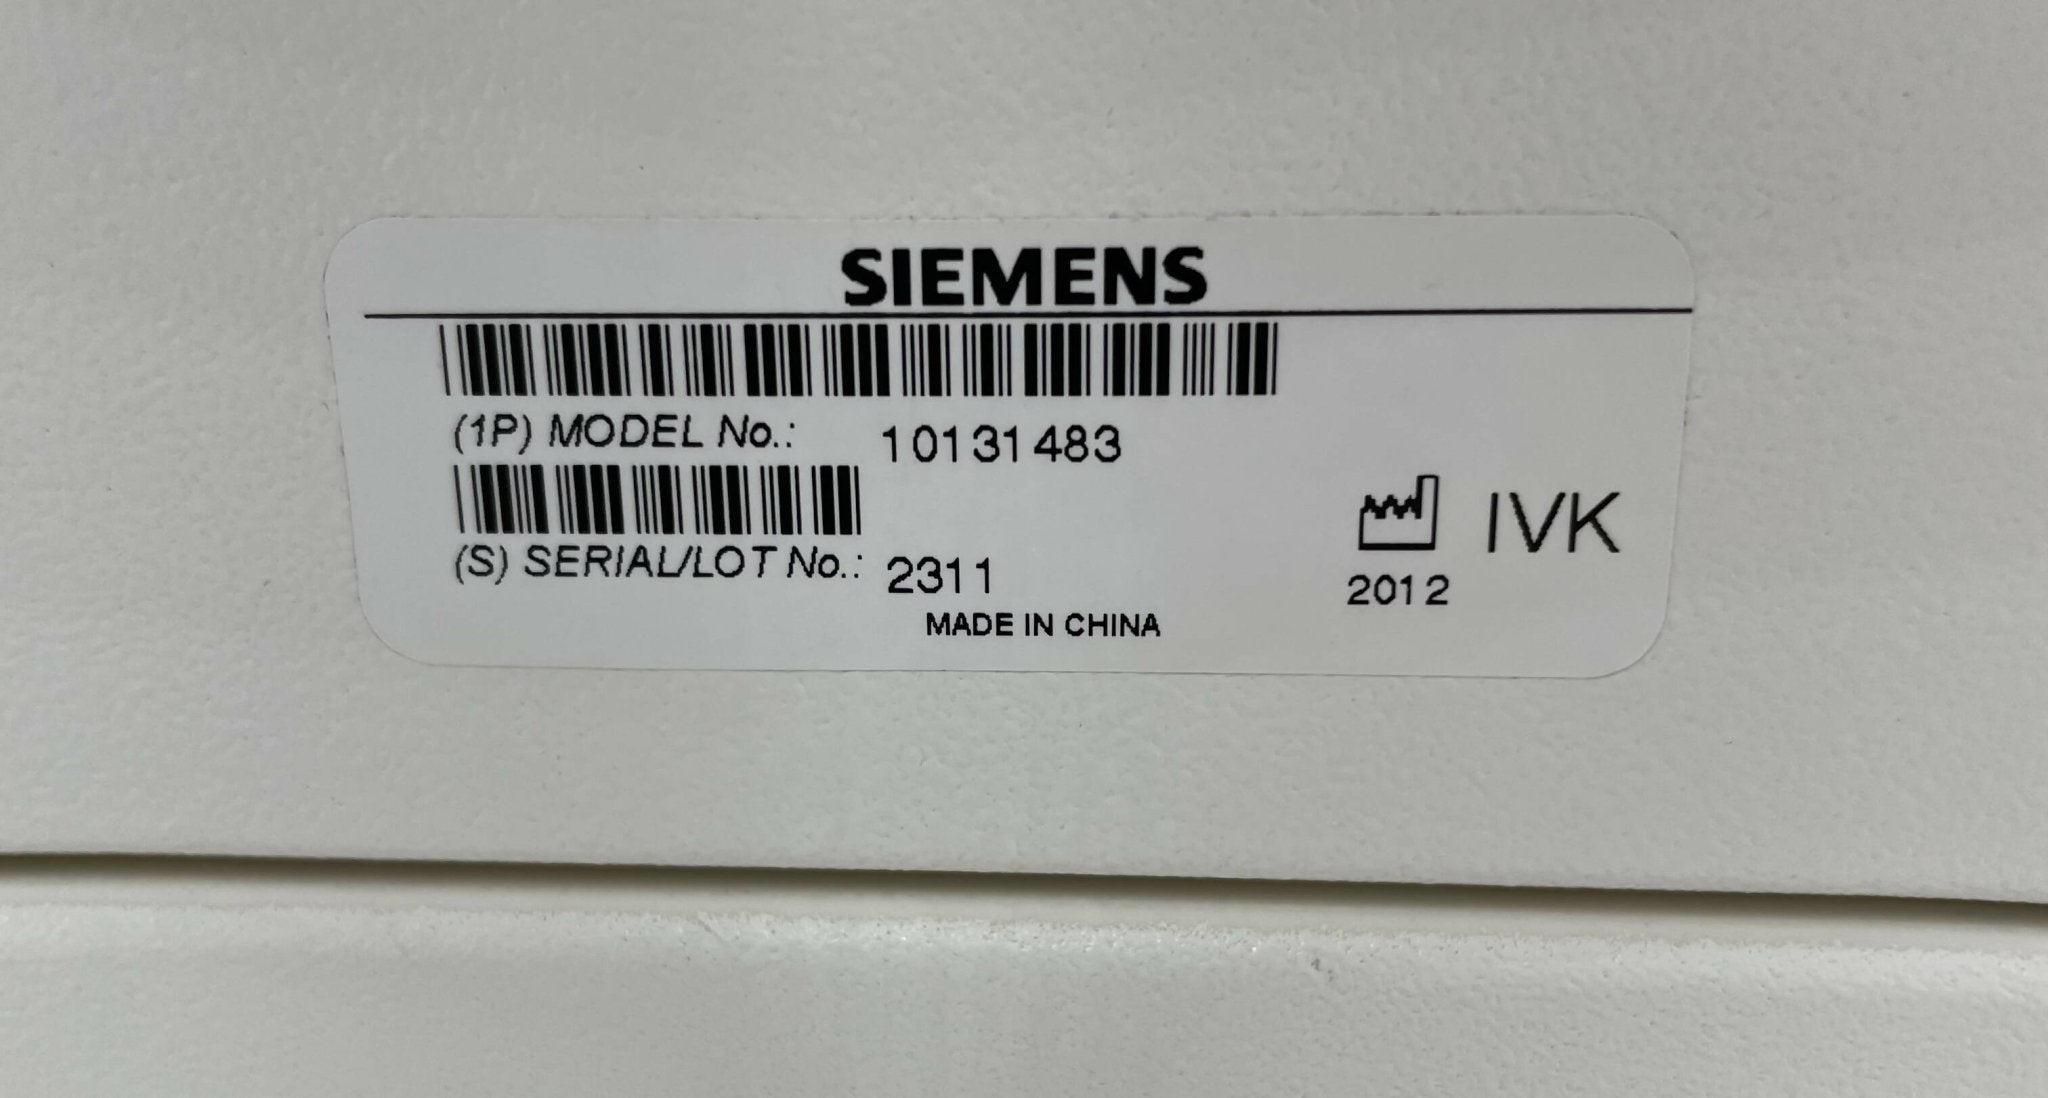 SIEMENS
(1P) MODEL No.: 10131483
(S) SERIAL/LOT No.: 2311
IVK
2012
MADE IN CHINA